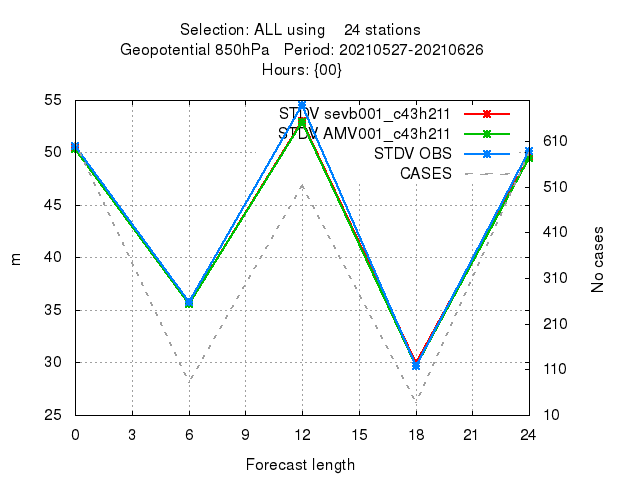 Selection: ALL using 24 stations
Geopotential 850hPa Period: 20210527-20210626
Hours: {00}
STDV sevb001_c43h211
STDV AMV001_c43h211
STDV OBS
CASES
55
50
45
40
35
30
25
610
510
410
310
210
110
10
m
No cases
0 3 6 9 12 15 18 21 24
Forecast length